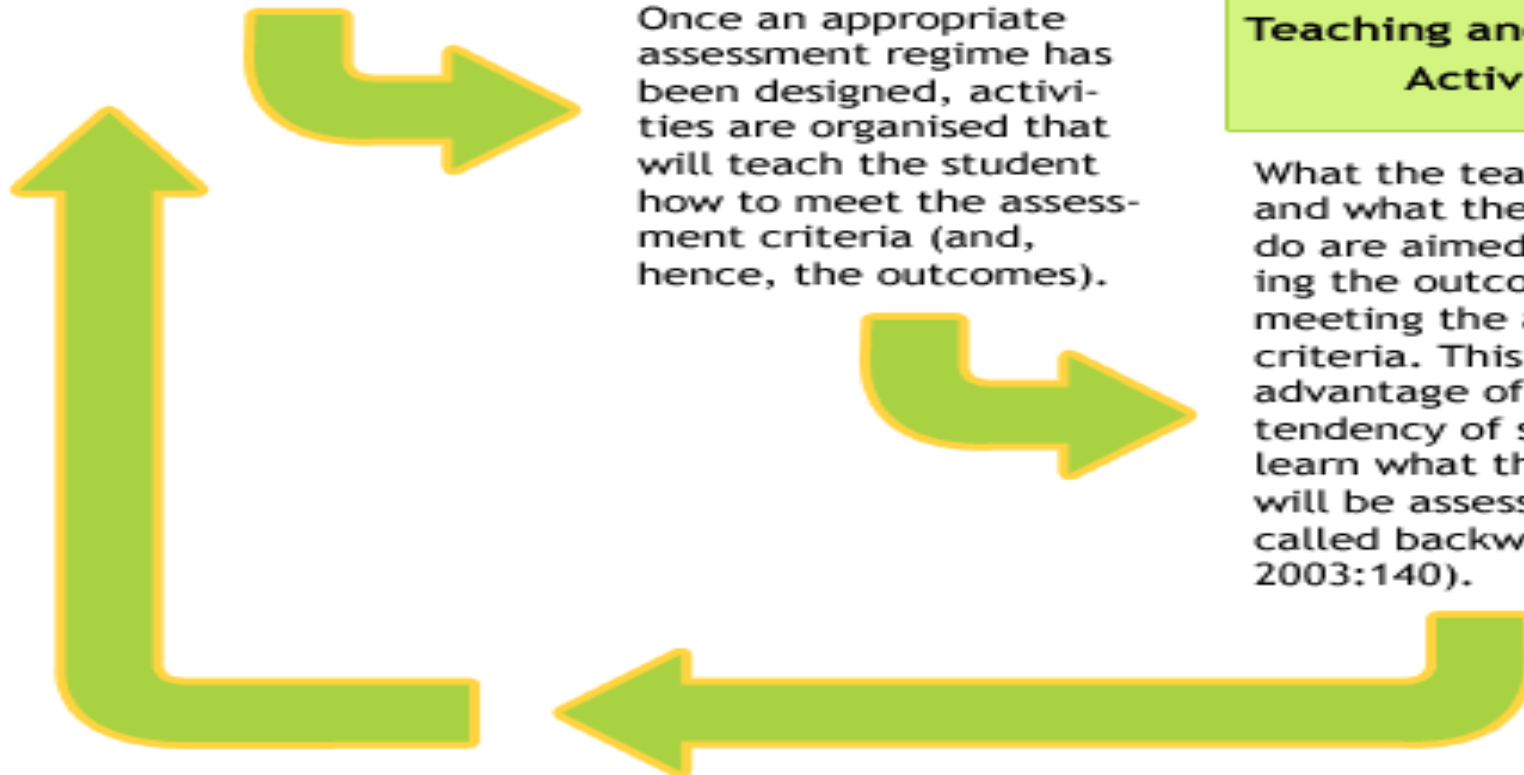 Once an appropriate
assessment regime has
been designed, activi-
ties are organised that
will teach the student
how to meet the assess-
ment criteria (and,
hence, the outcomes).
Teaching an
Activ
What the tea
and what the
do are aimed
ing the outco
meeting the
criteria. This
advantage of
tendency of
learn what th
will be assess
called backw
2003:140).